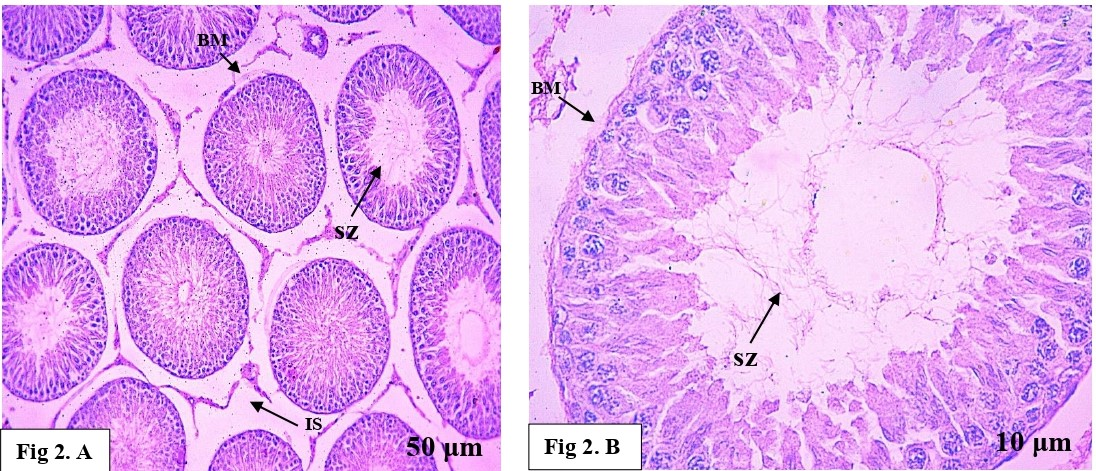 BM
SZ
IS
Fig 2. A
50 µm
BM
SZ
Fig 2. B
10 µm